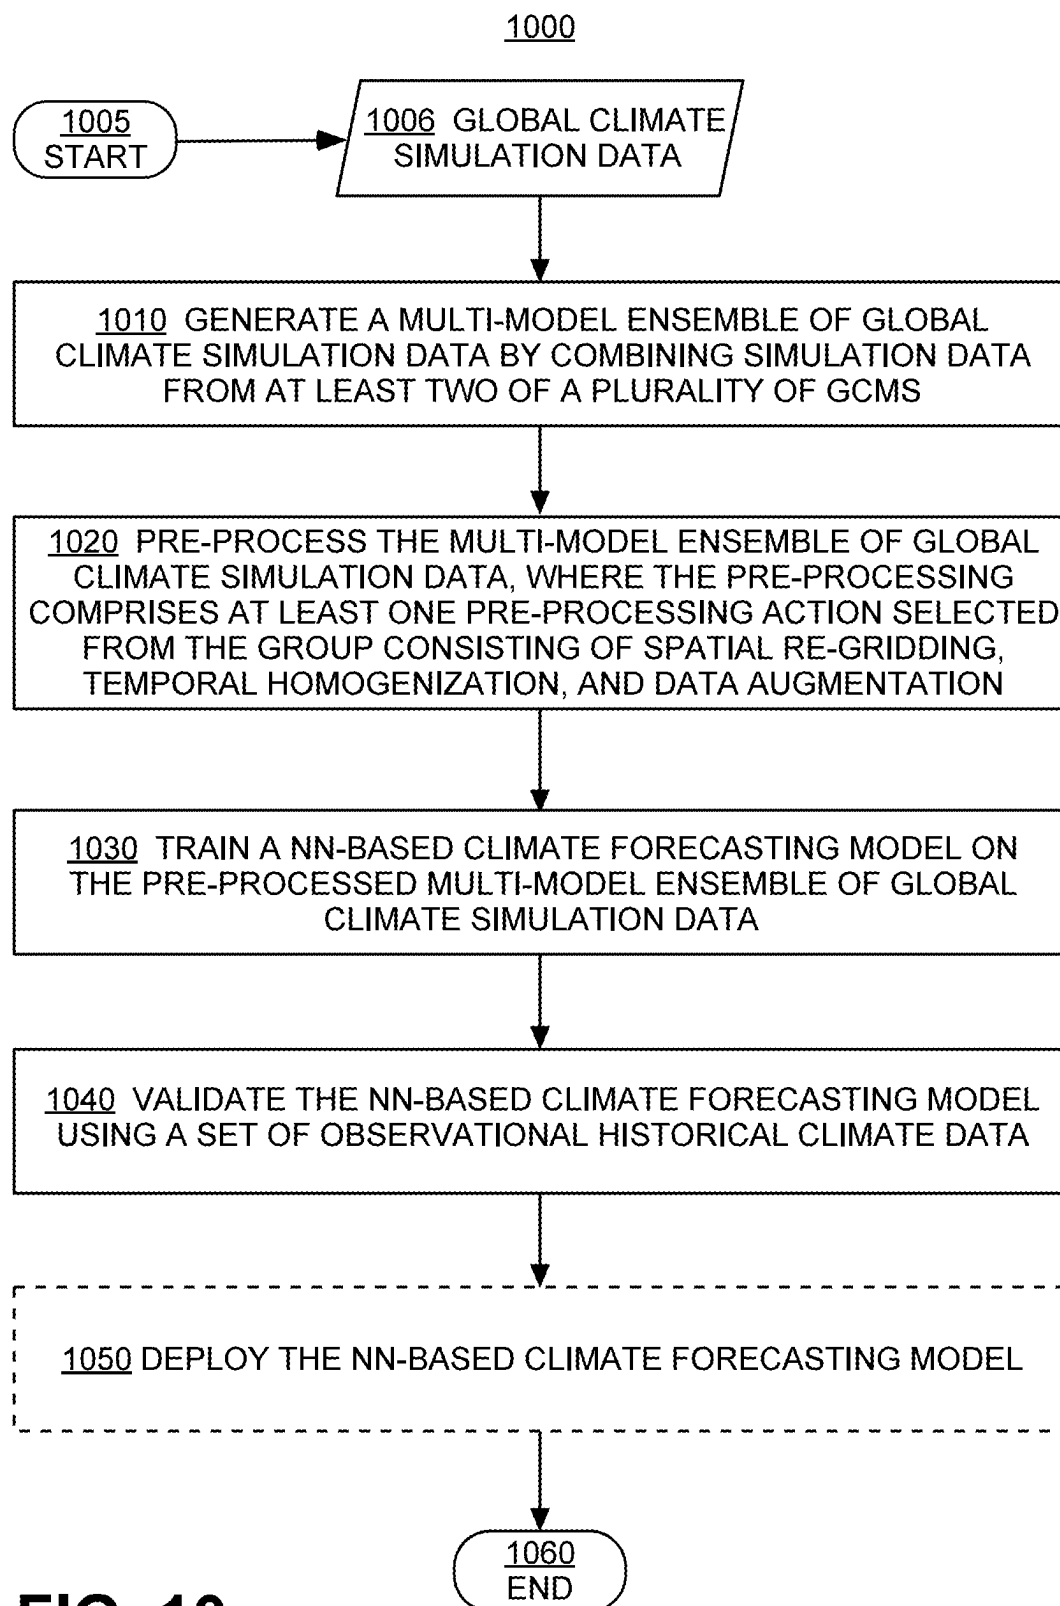 1000
1005
START
1006 GLOBAL CLIMATE
SIMULATION DATA
1010 GENERATE A MULTI-MODEL ENSEMBLE OF GLOBAL
CLIMATE SIMULATION DATA BY COMBINING SIMULATION DATA
FROM AT LEAST TWO OF A PLURALITY OF GCMS
1020 PRE-PROCESS THE MULTI-MODEL ENSEMBLE OF GLOBAL
CLIMATE SIMULATION DATA, WHERE THE PRE-PROCESSING
COMPRISES AT LEAST ONE PRE-PROCESSING ACTION SELECTED
FROM THE GROUP CONSISTING OF SPATIAL RE-GRIDDING,
TEMPORAL HOMOGENIZATION, AND DATA AUGMENTATION
1030 TRAIN A NN-BASED CLIMATE FORECASTING MODEL ON
THE PRE-PROCESSED MULTI-MODEL ENSEMBLE OF GLOBAL
CLIMATE SIMULATION DATA
1040 VALIDATE THE NN-BASED CLIMATE FORECASTING MODEL
USING A SET OF OBSERVATIONAL HISTORICAL CLIMATE DATA
1050 DEPLOY THE NN-BASED CLIMATE FORECASTING MODEL
1060
END
FIG. 10